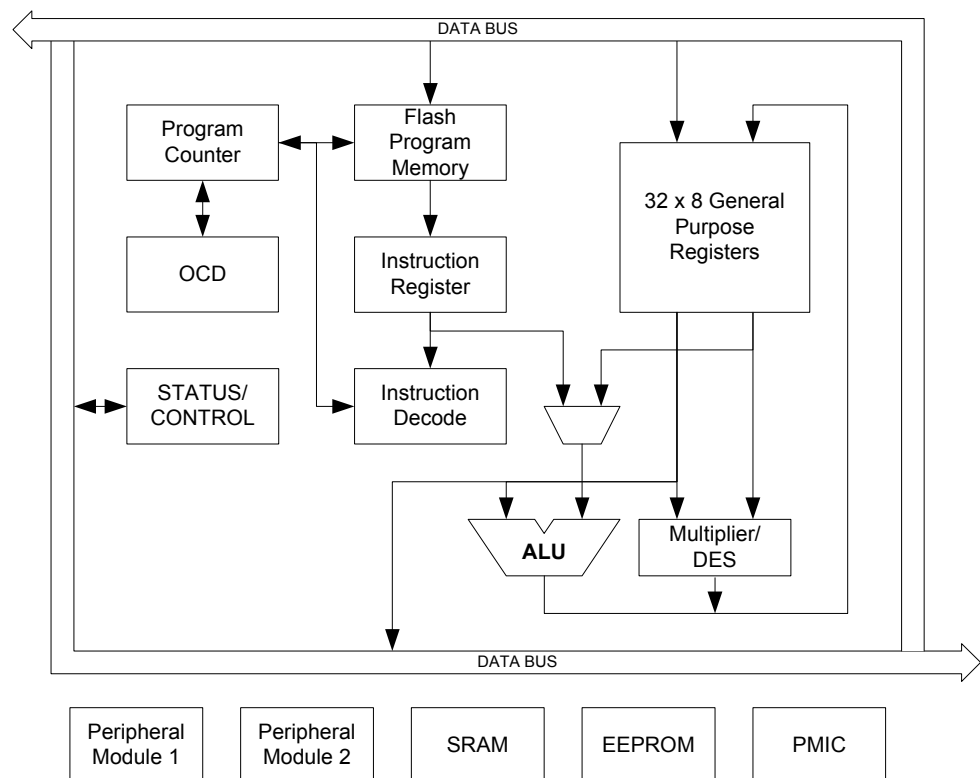 DATA BUS
Program
Counter
Flash
Program
Memory
32 x 8 General
Purpose
Registers
OCD
Instruction
Register
STATUS/
CONTROL
Instruction
Decode
ALU
Multiplier/
DES
DATA BUS
Peripheral
Module 1
Peripheral
Module 2
SRAM
EEPROM
PMIC